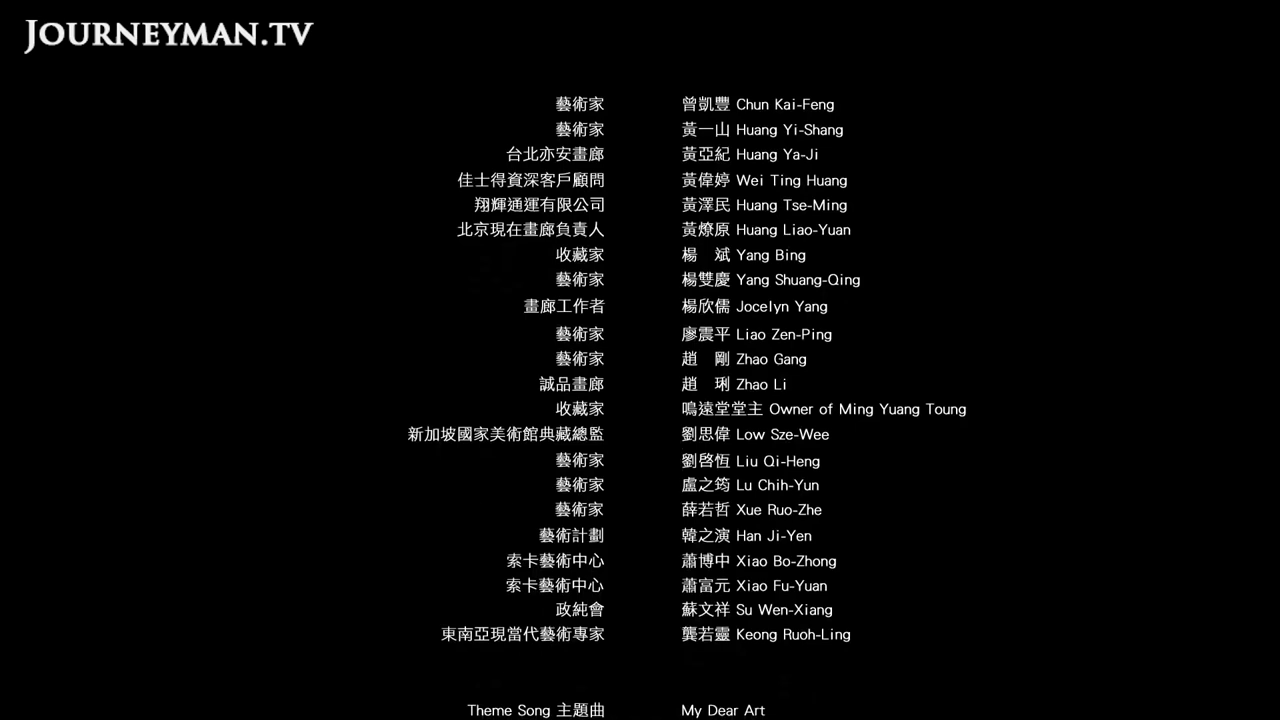 JOURNEYMAN.TV
藝術家 曾凱豐 Chun Kai-Feng
藝術家 黃一山 Huang Yi-Shang
台北亦安畫廊 黃亞紀 Huang Ya-Ji
佳士得資深客戶顧問 黃偉婷 Wei Ting Huang
翔輝通運有限公司 黃澤民 Huang Tse-Ming
北京現在畫廊負責人 黃燎原 Huang Liao-Yuan
收藏家 楊　斌 Yang Bing
藝術家 楊雙慶 Yang Shuang-Qing
畫廊工作者 楊欣儒 Jocelyn Yang
藝術家 廖震平 Liao Zen-Ping
藝術家 趙　剛 Zhao Gang
誠品畫廊 趙　琍 Zhao Li
收藏家 鳴遠堂堂主 Owner of Ming Yuang Toung
新加坡國家美術館典藏總監 劉思偉 Low Sze-Wee
藝術家 劉啓恆 Liu Qi-Heng
藝術家 盧之筠 Lu Chih-Yun
藝術家 薛若哲 Xue Ruo-Zhe
藝術計劃 韓之演 Han Ji-Yen
索卡藝術中心 蕭博中 Xiao Bo-Zhong
索卡藝術中心 蕭富元 Xiao Fu-Yuan
政純會 蘇文祥 Su Wen-Xiang
東南亞現當代藝術專家 龔若靈 Keong Ruoh-Ling
Theme Song 主題曲 My Dear Art